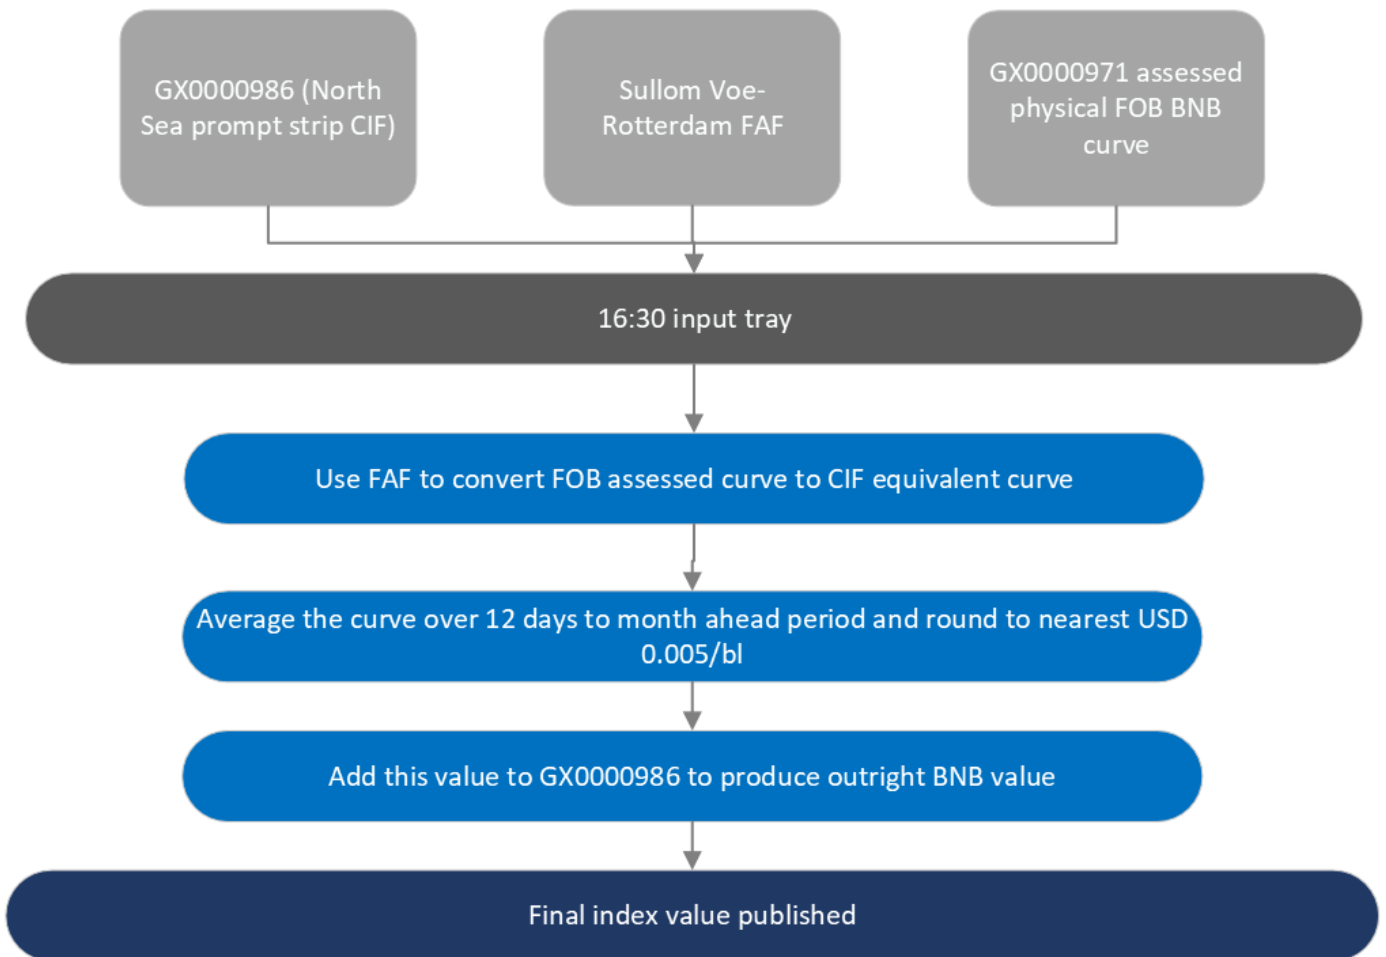 GX0000986 (North
Sea prompt strip CIF)
Sullom Voe-
Rotterdam FAF
GX0000971 assessed
physical FOB BNB
curve
16:30 input tray
Use FAF to convert FOB assessed curve to CIF equivalent curve
Average the curve over 12 days to month ahead period and round to nearest USD
0.005/bl
Add this value to GX0000986 to produce outright BNB value
Final index value published